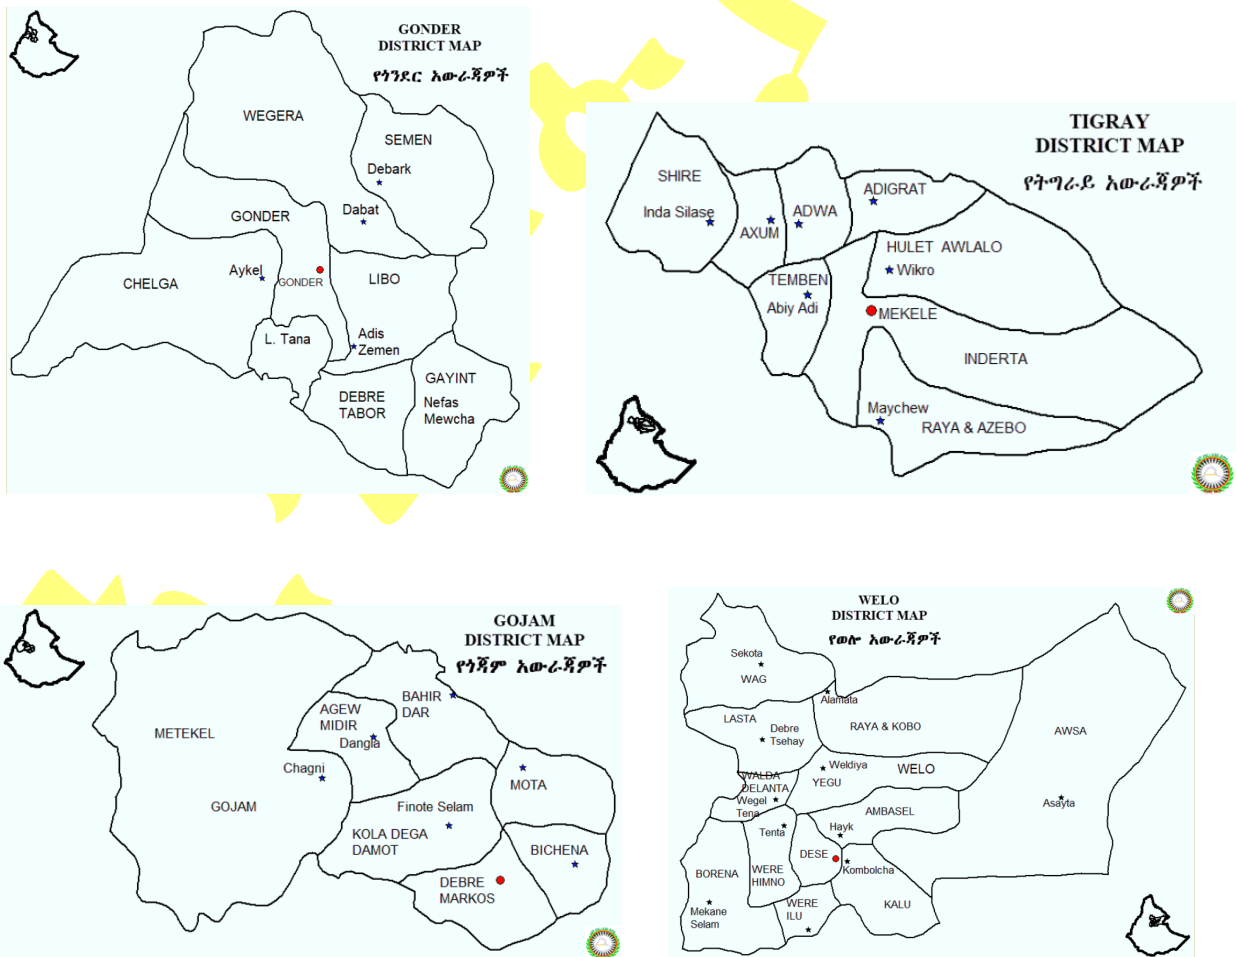 GONDER
DISTRICT MAP
የጎንደር አውራጃዎች
WEGERA
SEMEN
Debark
Dabat
GONDER
Aykel
GONDER
LIBO
CHELGA
L. Tana
Adis
Zemen
DEBRE
TABOR
GAYINT
Nefas
Mewcha
TIGRAY
DISTRICT MAP
የትግራይ አውራጃዎች
SHIRE
Inda Silase
AXUM
ADWA
ADIGRAT
HULET AWLALO
Wikro
TEMBEN
Abiy Adi
MEKELE
INDERTA
Maychew
RAYA & AZEBO
GOJAM
DISTRICT MAP
የጎጃም አውራጃዎች
METEKEL
AGEW
MIDIR
Dangla
BAHIR
DAR
Chagni
GOJAM
MOTA
Finote Selam
KOLA DEGA
DAMOT
BICHENA
DEBRE
MARKOS
WELO
DISTRICT MAP
የወሎ አውራጃዎች
Sekota
WAG
Alamata
LASTA
Debre
Tsehay
RAYA & KOBO
AWSA
Weldiya
YEGU
WELO
WALDA
DELANTA
Wegel
Tena
AMBASEL
Asayta
Tenta
Hayk
DESE
Kombolcha
BORENA
WERE
HIMNO
Mekane
Selam
WERE
ILU
KALU